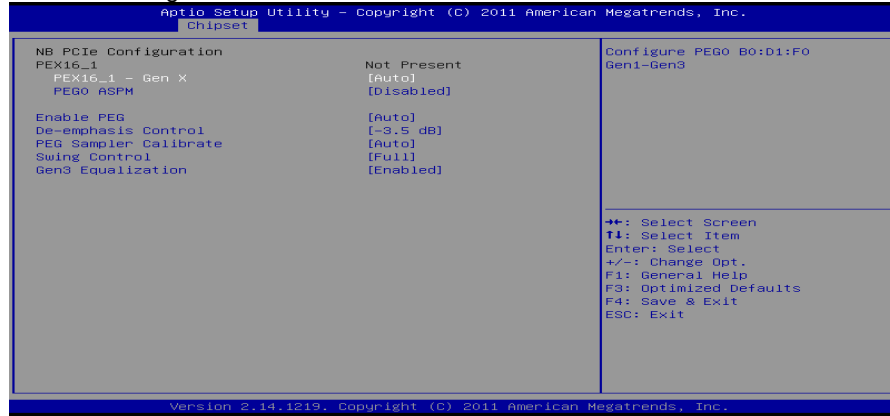 Aptio Setup Utility – Copyright (C) 2011 American Megatrends, Inc.
Chipset
NB PCIe Configuration
PEX16_1 Not Present
PEX16_1 – Gen X [Auto]
PEG0 ASPM [Disabled]
Enable PEG [Auto]
De-emphasis Control [-3.5 dB]
PEG Sampler Calibrate [Auto]
Swing Control [Full]
Gen3 Equalization [Enabled]
Configure PEG0 B0:D1:F0
Gen1-Gen3
→←: Select Screen
↑↓: Select Item
Enter: Select
+/-: Change Opt.
F1: General Help
F3: Optimized Defaults
F4: Save & Exit
ESC: Exit
Version 2.14.1219. Copyright (C) 2011 American Megatrends, Inc.